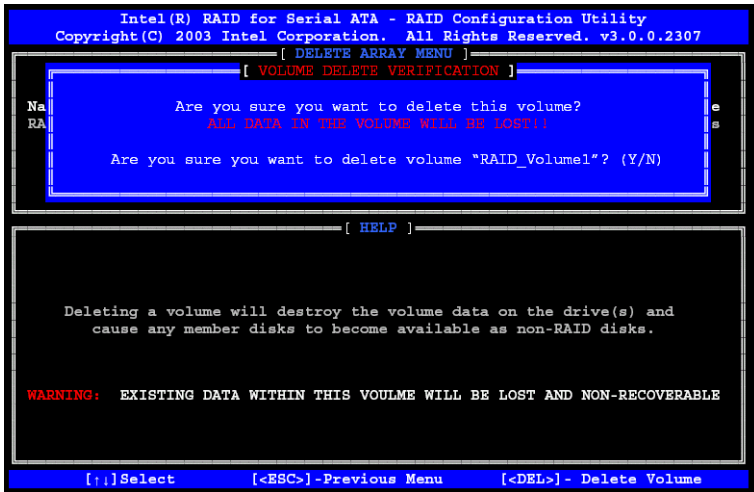 Intel(R) RAID for Serial ATA - RAID Configuration Utility
Copyright(C) 2003 Intel Corporation. All Rights Reserved. v3.0.0.2307
[ DELETE ARRAY MENU ]
[ VOLUME DELETE VERIFICATION ]
Na
Are you sure you want to delete this volume?
e
RA
ALL DATA IN THE VOLUME WILL BE LOST!!
s
Are you sure you want to delete volume “RAID_Volume1”? (Y/N)
[ HELP ]
Deleting a volume will destroy the volume data on the drive(s) and
cause any member disks to become available as non-RAID disks.
WARNING: EXISTING DATA WITHIN THIS VOULME WILL BE LOST AND NON-RECOVERABLE
[↑↓]Select [<ESC>]-Previous Menu [<DEL>]- Delete Volume